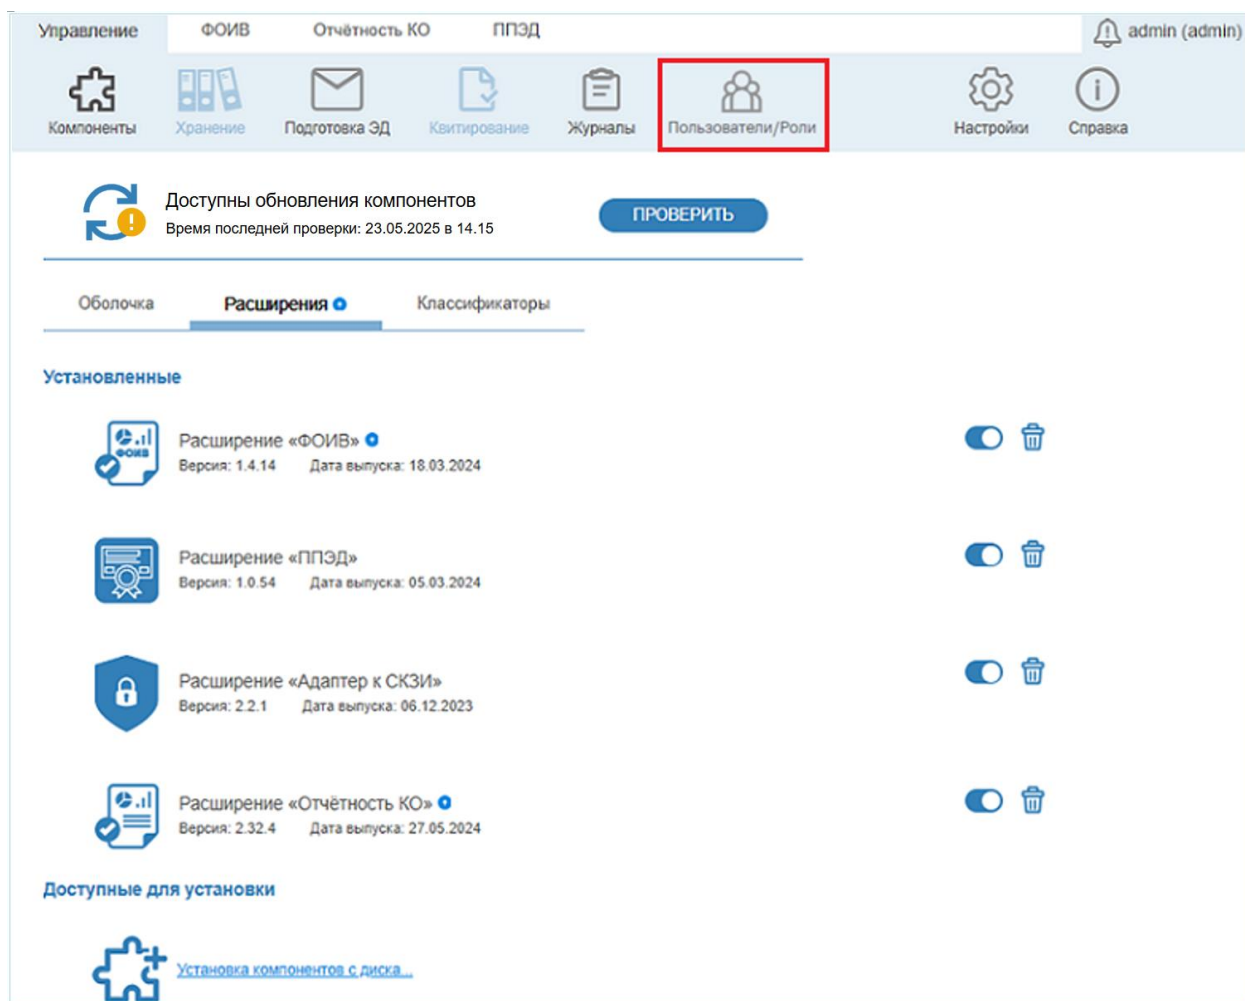 Управление ФОИВ Отчётность КО ППЭД admin (admin)
Компоненты Хранение Подготовка ЭД Квитирование Журналы Пользователи/Роли Настройки Справка
Доступны обновления компонентов
Время последней проверки: 23.05.2025 в 14.15
ПРОВЕРИТЬ
Оболочка Расширения Классификаторы
Установленные
ФОИВ
Расширение «ФОИВ»
Версия: 1.4.14 Дата выпуска: 18.03.2024
Расширение «ППЭД»
Версия: 1.0.54 Дата выпуска: 05.03.2024
Расширение «Адаптер к СКЗИ»
Версия: 2.2.1 Дата выпуска: 06.12.2023
Расширение «Отчётность КО»
Версия: 2.32.4 Дата выпуска: 27.05.2024
Доступные для установки
Установка компонентов с диска...